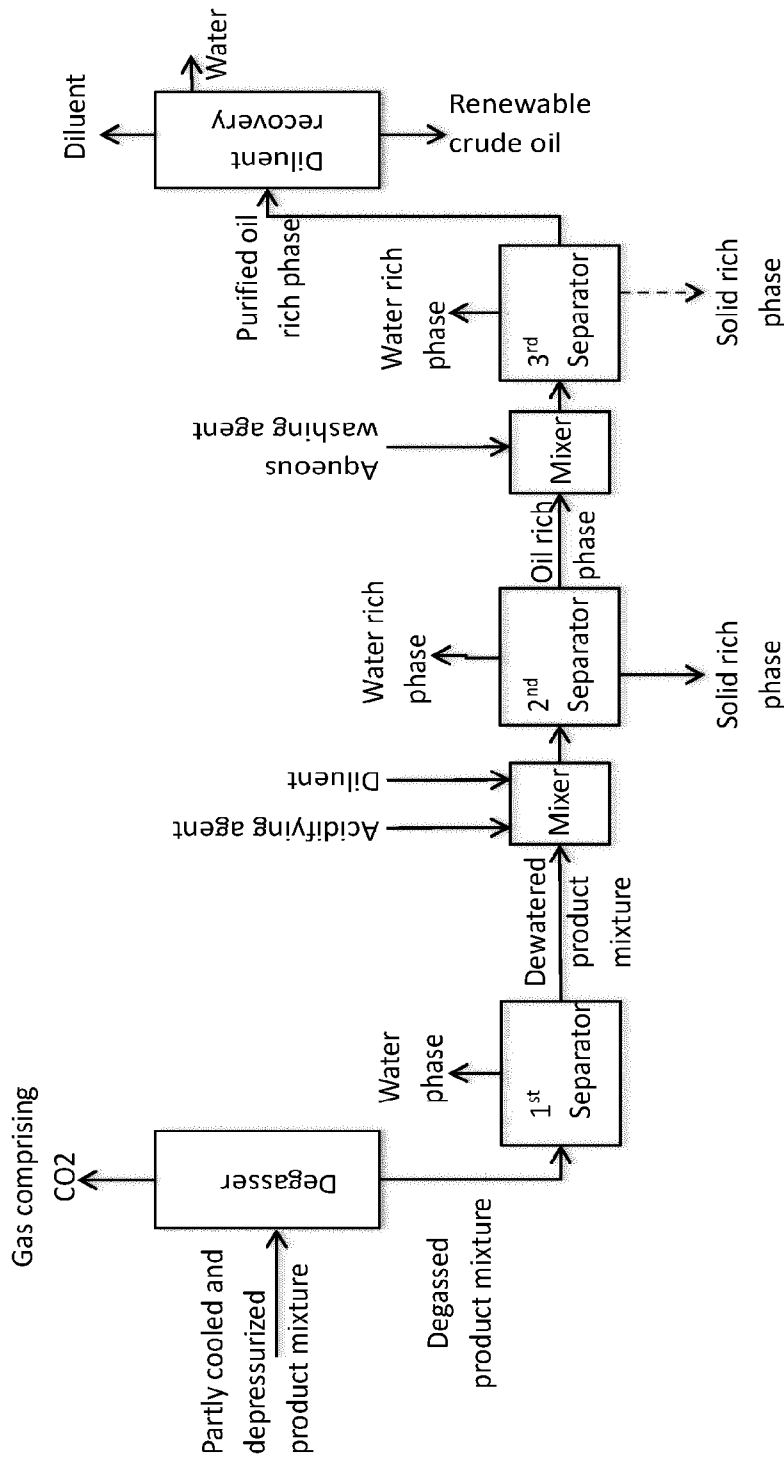 Gas comprising
CO2
Degasser
Partly cooled and
depressurized
product mixture
Degassed
product mixture
Water
phase
1st
Separator
Dewatered
product
mixture
Acidifying agent
Diluent
Mixer
Water rich
phase
2nd
Separator
Solid rich
phase
Oil rich
phase
Aqueous
washing agent
Mixer
Water rich
phase
3rd
Separator
Solid rich
phase
Purified oil
rich phase
Diluent
Water
Diluent
recovery
Renewable
crude oil